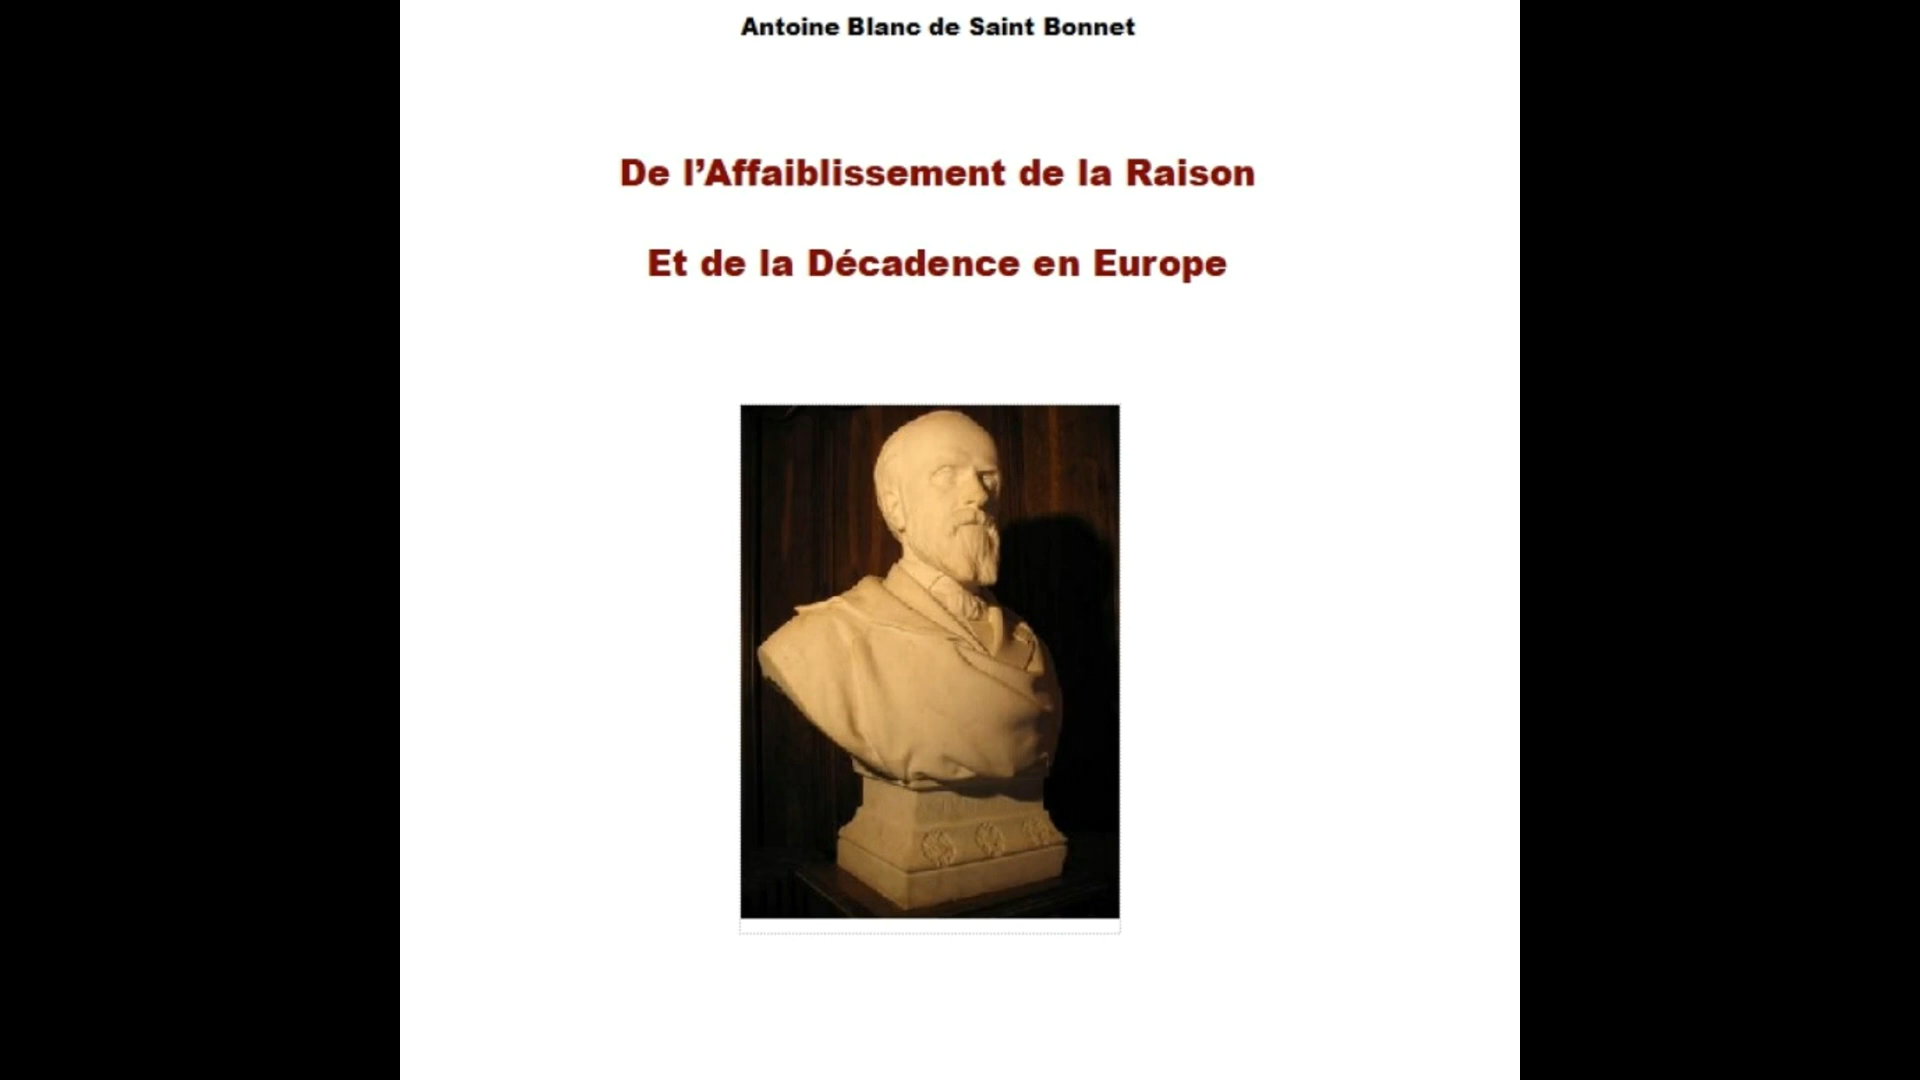 Antoine Blanc de Saint Bonnet
De l’Affaiblissement de la Raison
Et de la Décadence en Europe